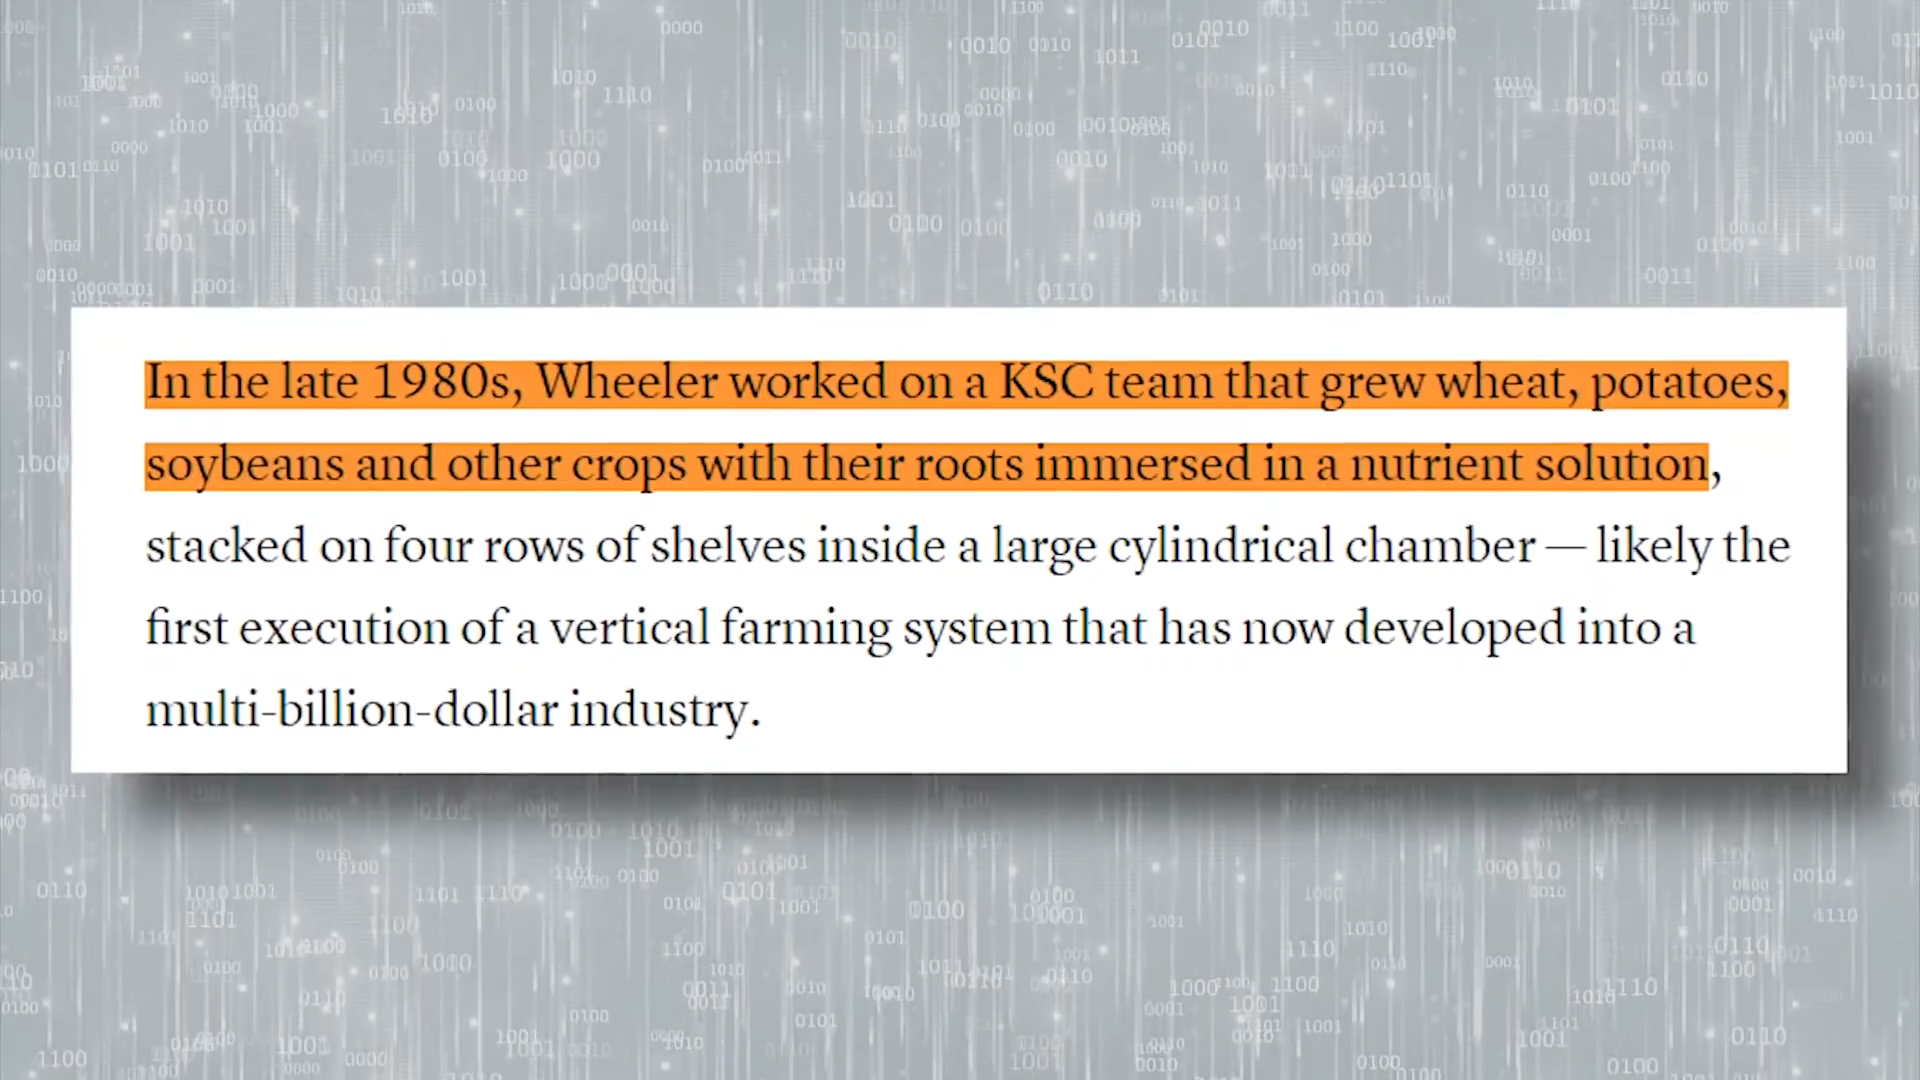 In the late 1980s, Wheeler worked on a KSC team that grew wheat, potatoes,
soybeans and other crops with their roots immersed in a nutrient solution,
stacked on four rows of shelves inside a large cylindrical chamber — likely the
first execution of a vertical farming system that has now developed into a
multi-billion-dollar industry.